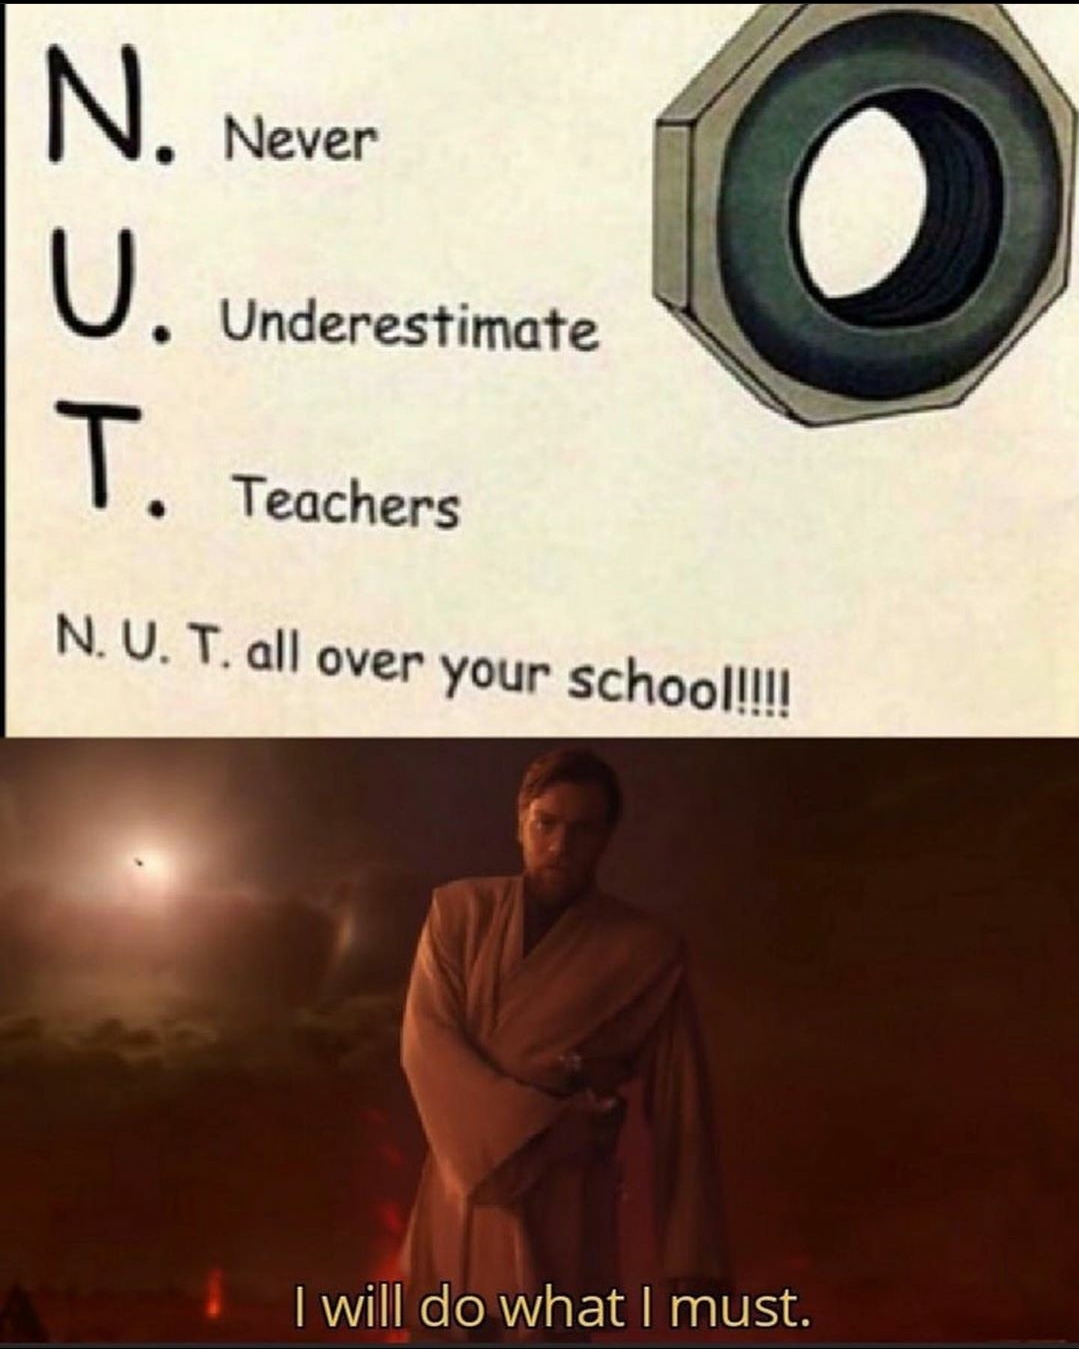 N. Never
U. Underestimate
T. Teachers
N. U. T. all over your school!!!!!
I will do what I must.